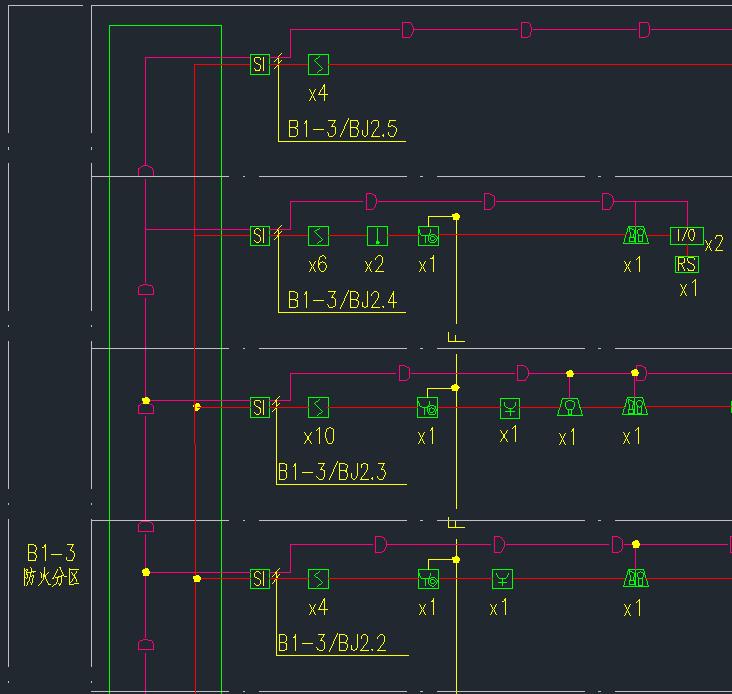 D D D
SI
x4
B1-3/BJ2.5
D D D
SI I/O
x6 x2 x1 x1 x2
RS
x1
B1-3/BJ2.4
F
D D D
SI
x10 x1 x1 x1 x1
B1-3/BJ2.3
F
B1-3
防火分区
D D D
SI
x4 x1 x1 x1
B1-3/BJ2.2